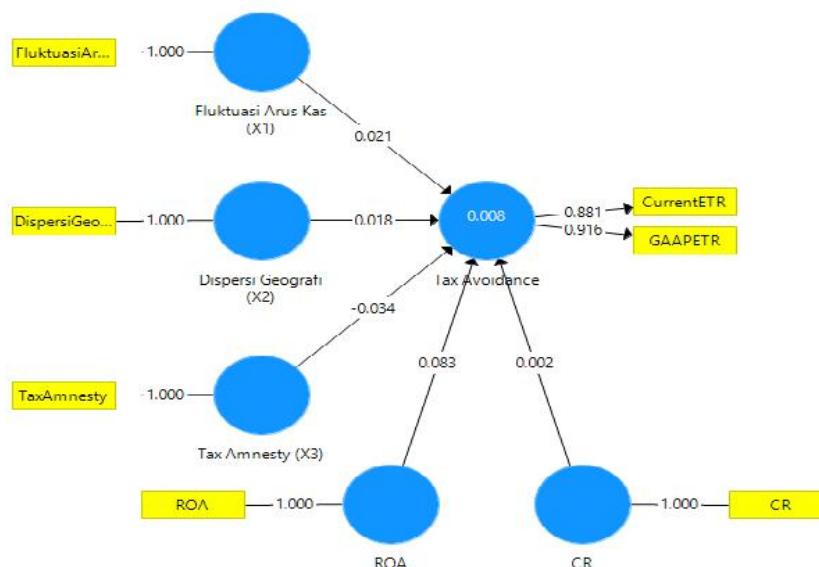 FluktuasiAr...
1.000
Fluktuasi Arus Kas
(X1)
0.021
DispersiGeo...
1.000
0.018
0.008
0.881
CurrentETR
0.916
GAAPETR
Dispersi Geografi
(X2)
Tax Avoidance
-0.034
0.083
0.002
TaxAmnesty
1.000
Tax Amnesty (X3)
ROA
1.000
1.000
CR
ROA
CR